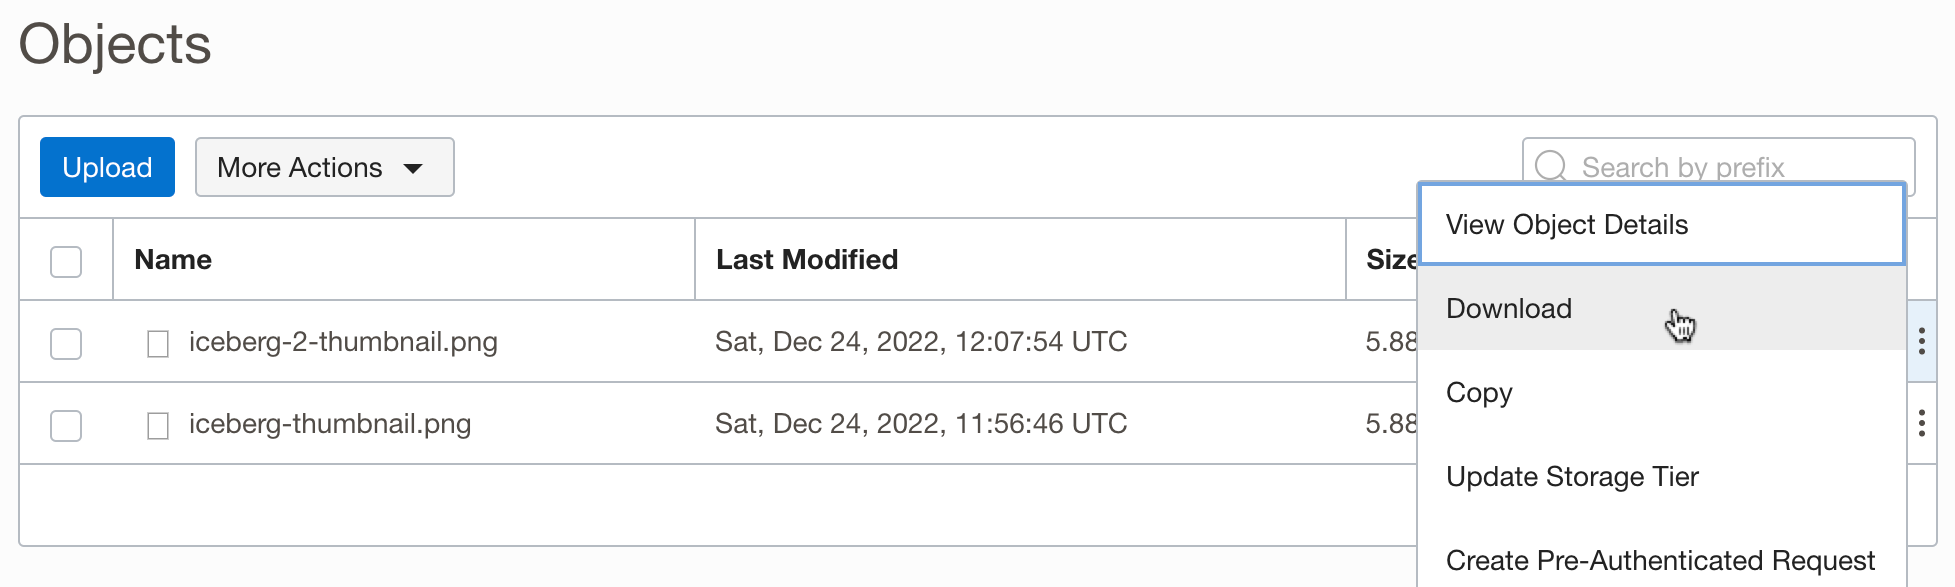 Objects
Upload More Actions Search by prefix
Name Last Modified Size
View Object Details
iceberg-2-thumbnail.png Sat, Dec 24, 2022, 12:07:54 UTC 5.88
Download
iceberg-thumbnail.png Sat, Dec 24, 2022, 11:56:46 UTC 5.88
Copy
Update Storage Tier
Create Pre-Authenticated Request